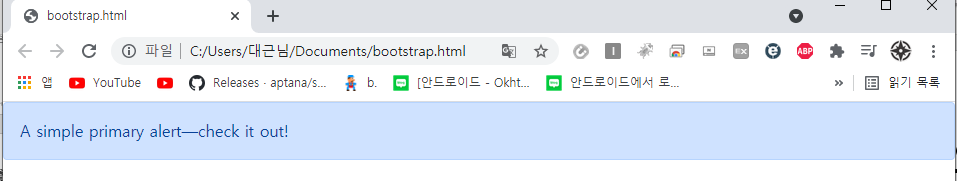 bootstrap.html
파일 C:/Users/대근님/Documents/bootstrap.html
앱 YouTube Releases · aptana/s... b. [안드로이드 - Okht... 안드로이드에서 로... » 읽기 목록
A simple primary alert—check it out!